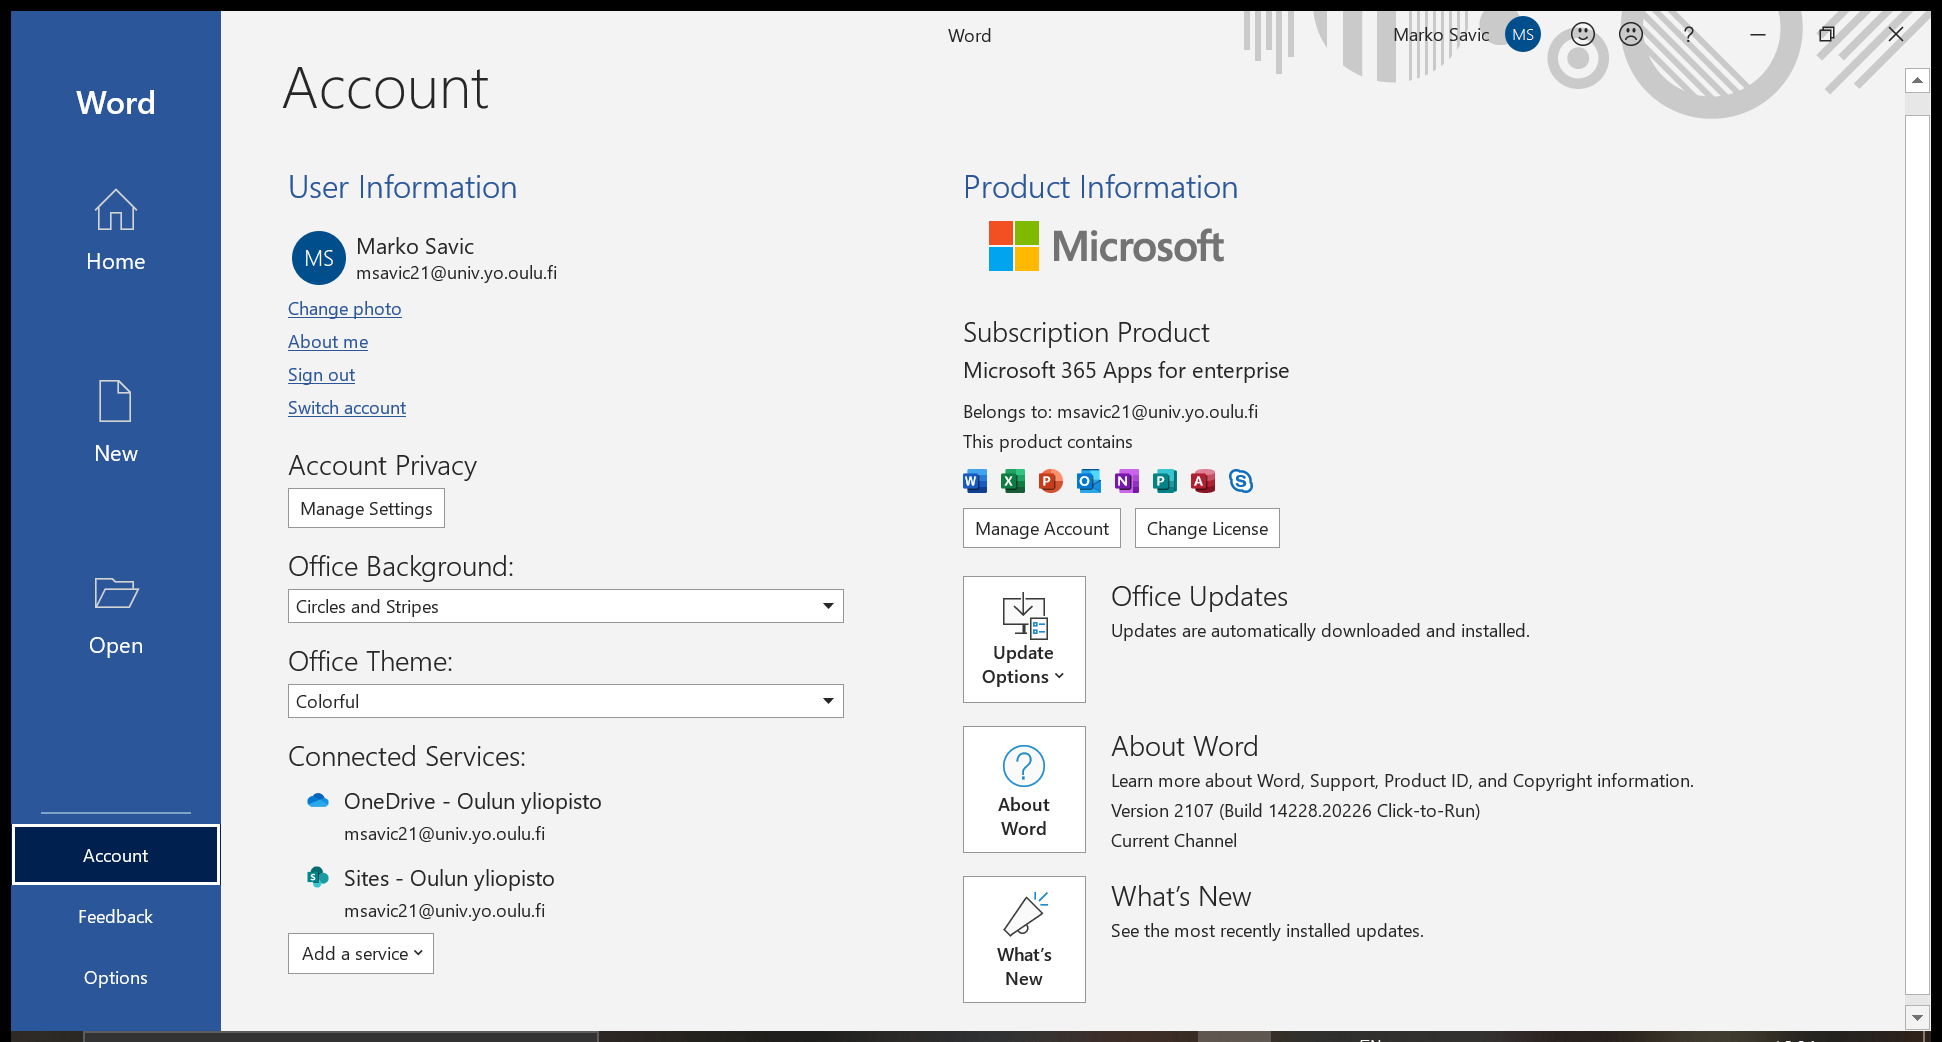 Word
Marko Savic MS
?
Word
Home
New
Open
Account
Feedback
Options
Account
User Information
MS
Marko Savic
msavic21@univ.yo.oulu.fi
Change photo
About me
Sign out
Switch account
Account Privacy
Manage Settings
Office Background:
Circles and Stripes
Office Theme:
Colorful
Connected Services:
OneDrive - Oulun yliopisto
msavic21@univ.yo.oulu.fi
S
Sites - Oulun yliopisto
msavic21@univ.yo.oulu.fi
Add a service
Product Information
Microsoft
Subscription Product
Microsoft 365 Apps for enterprise
Belongs to: msavic21@univ.yo.oulu.fi
This product contains
W X P O N P A S
Manage Account
Change License
Update
Options
Office Updates
Updates are automatically downloaded and installed.
?
About
Word
About Word
Learn more about Word, Support, Product ID, and Copyright information.
Version 2107 (Build 14228.20226 Click-to-Run)
Current Channel
What's
New
What's New
See the most recently installed updates.